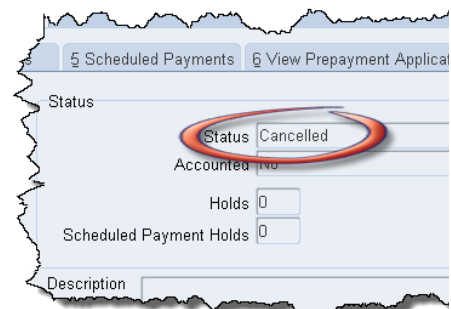 5 Scheduled Payments 6 View Prepayment Applicat
Status
Status Cancelled
Accounted No
Holds 0
Scheduled Payment Holds 0
Description